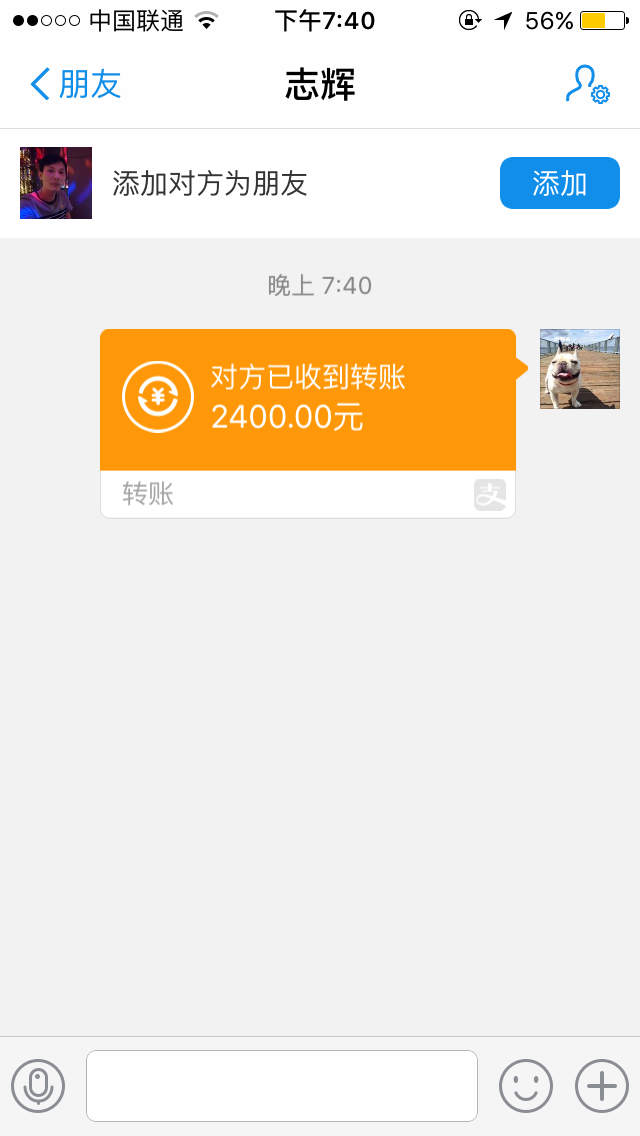 中国联通 下午7:40 56%
朋友 志辉
添加对方为朋友 添加
晚上 7:40
对方已收到转账
2400.00元
转账 支